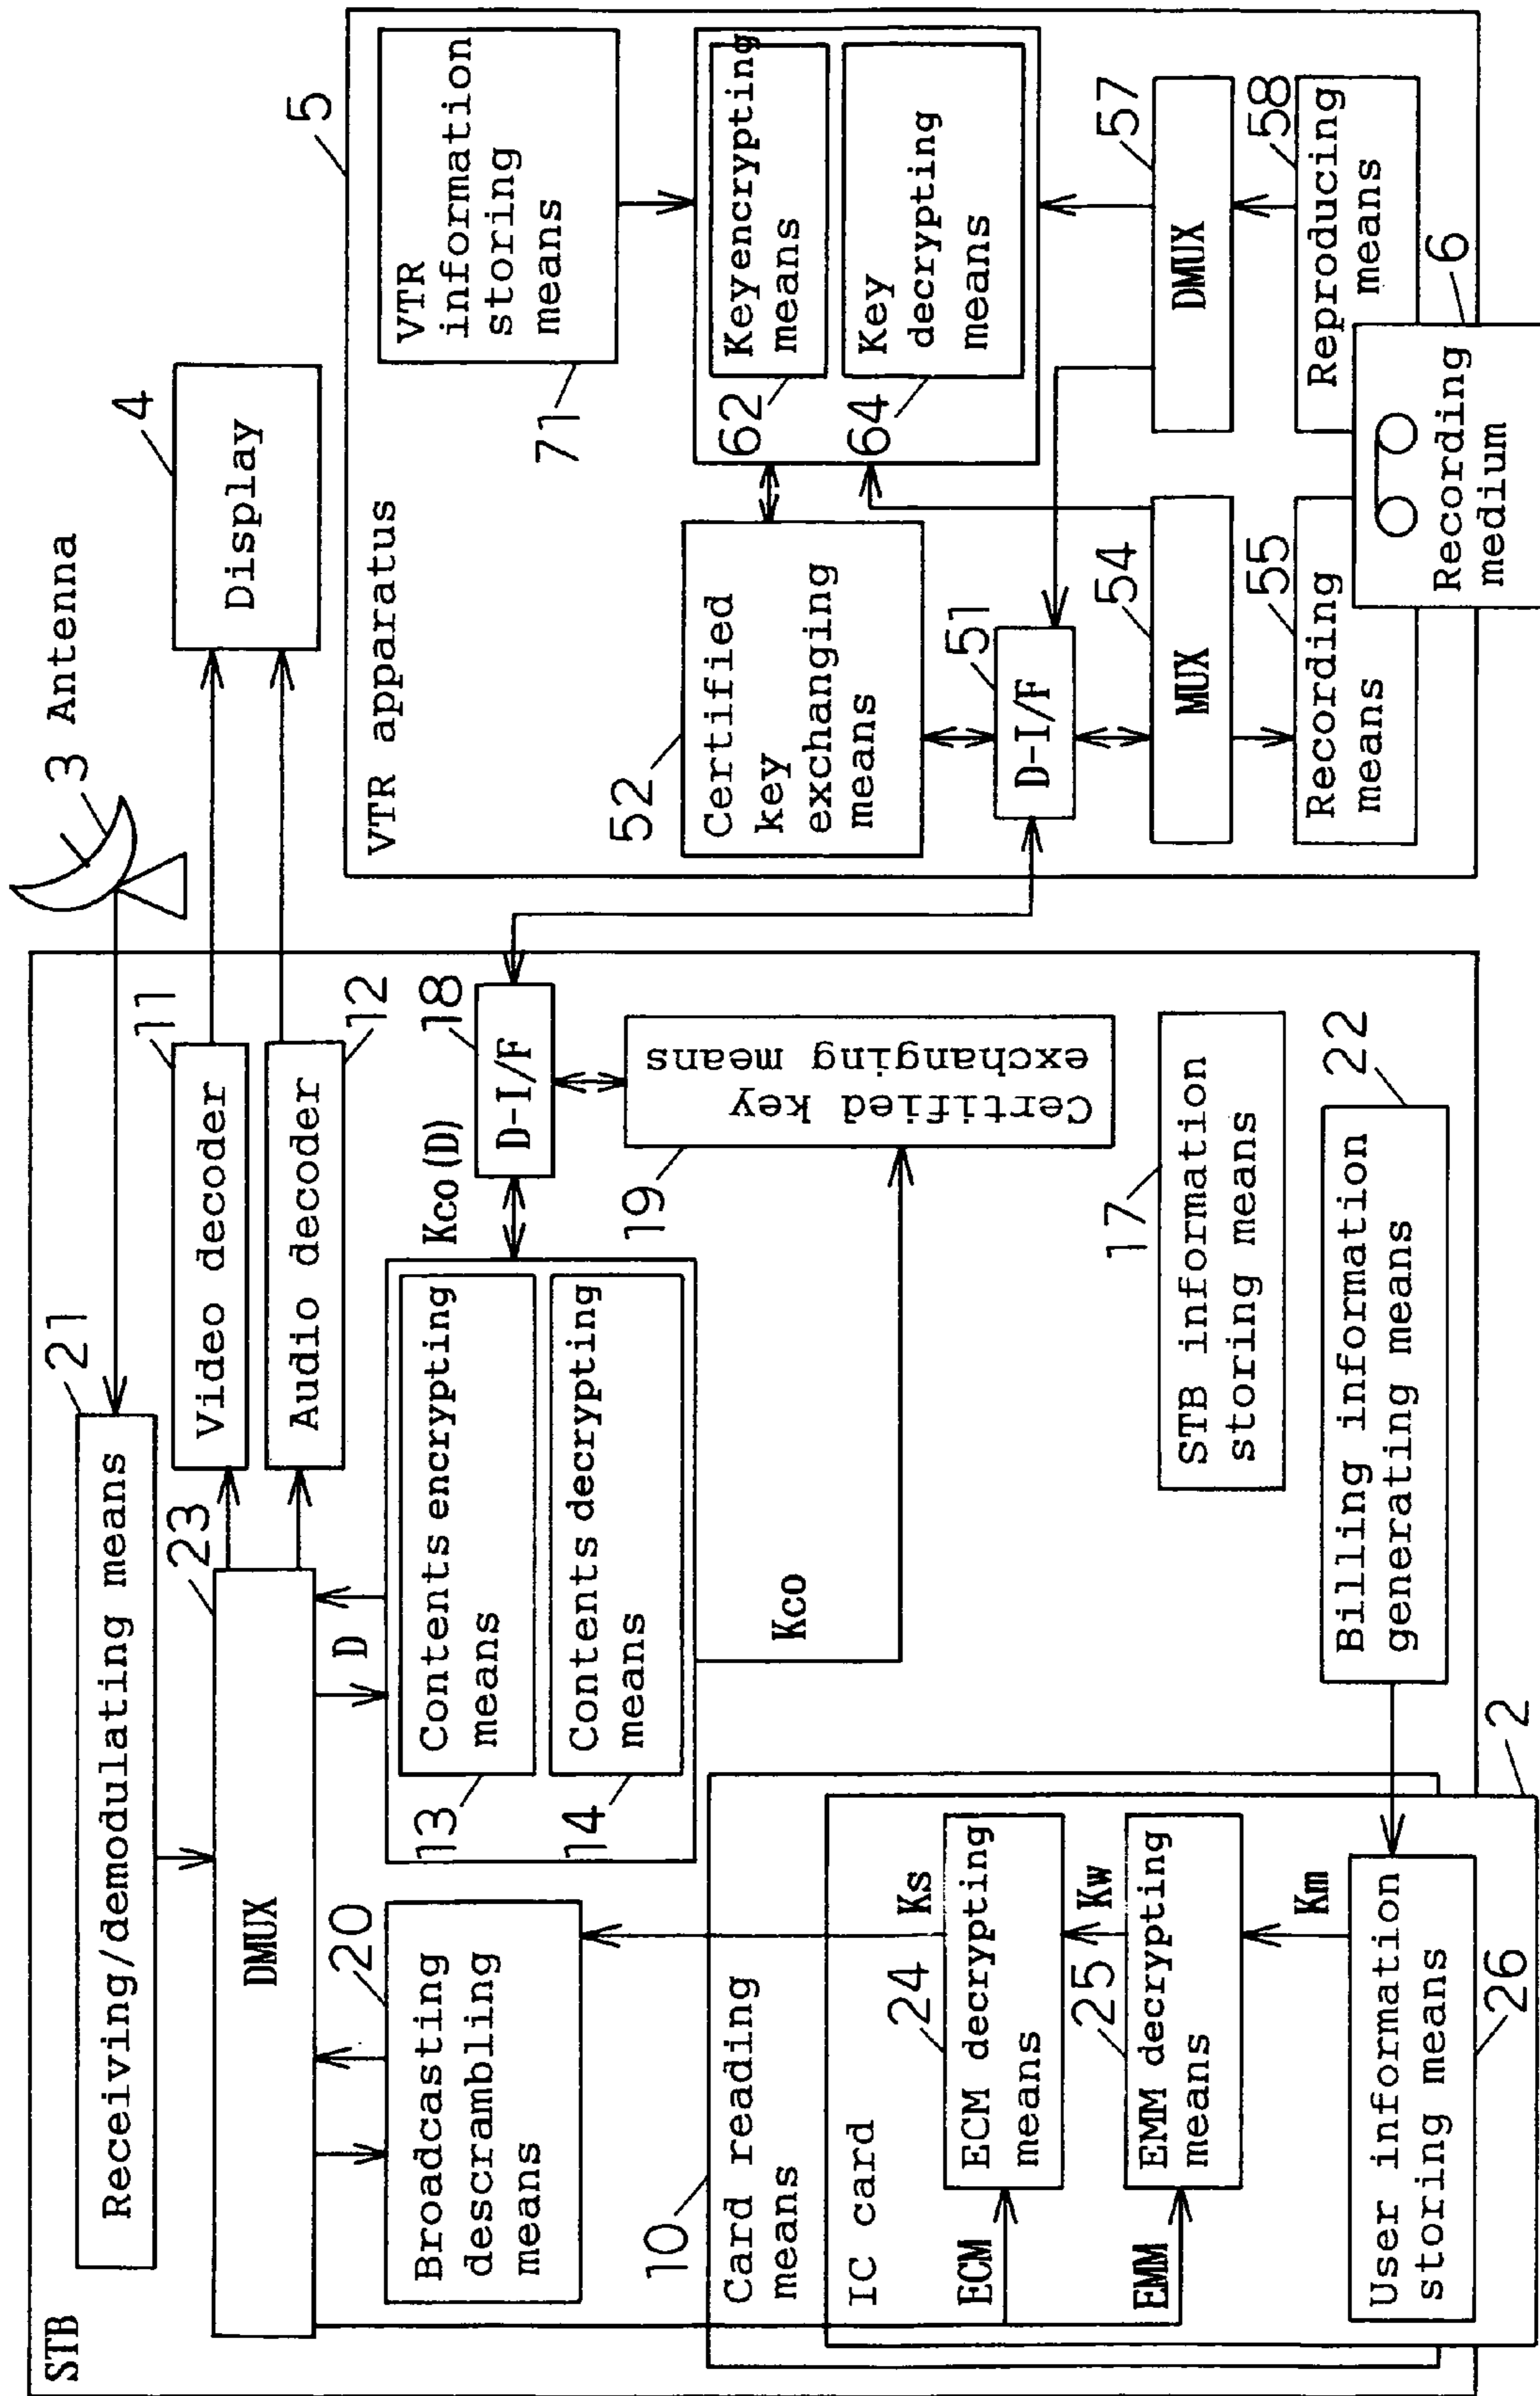 STB
Receiving/demodulating means
21
3 Antenna
DMUX
23
Video decoder
11
Audio decoder
12
4
Display
Broadcasting
descrambling
means
20
D
Contents encrypting
means
13
Contents decrypting
means
14
Kco (D)
18
D-I/F
19
Certified key
exchanging means
Kco
10
Card reading
means
IC card
ECM
EMM
Ks
24
ECM decrypting
means
Kw
25
EMM decrypting
means
Km
User information
storing means
26
2
17
STB information
storing means
22
Billing information
generating means
5
VTR apparatus
VTR
information
storing
means
71
52
Certified
key
exchanging
means
62
Keyencrypting
means
64
Key
decrypting
means
51
D-I/F
54
MUX
57
DMUX
55
Recording
means
58
Reproducing
means
6
Recording
medium